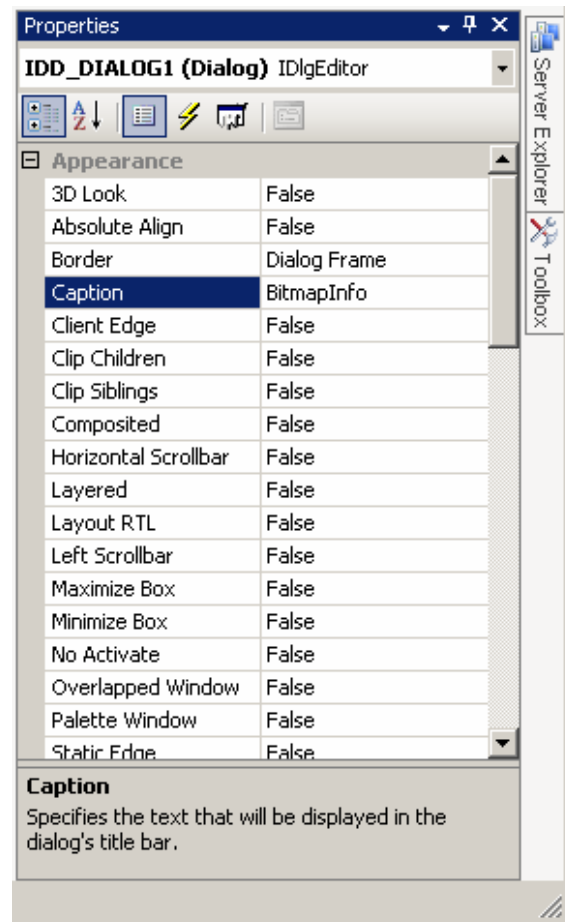 Properties
IDD_DIALOG1 (Dialog) IDlgEditor
Appearance
3D Look False
Absolute Align False
Border Dialog Frame
Caption BitmapInfo
Client Edge False
Clip Children False
Clip Siblings False
Composited False
Horizontal Scrollbar False
Layered False
Layout RTL False
Left Scrollbar False
Maximize Box False
Minimize Box False
No Activate False
Overlapped Window False
Palette Window False
Static Edge False
Caption
Specifies the text that will be displayed in the
dialog's title bar.
Server Explorer
Toolbox